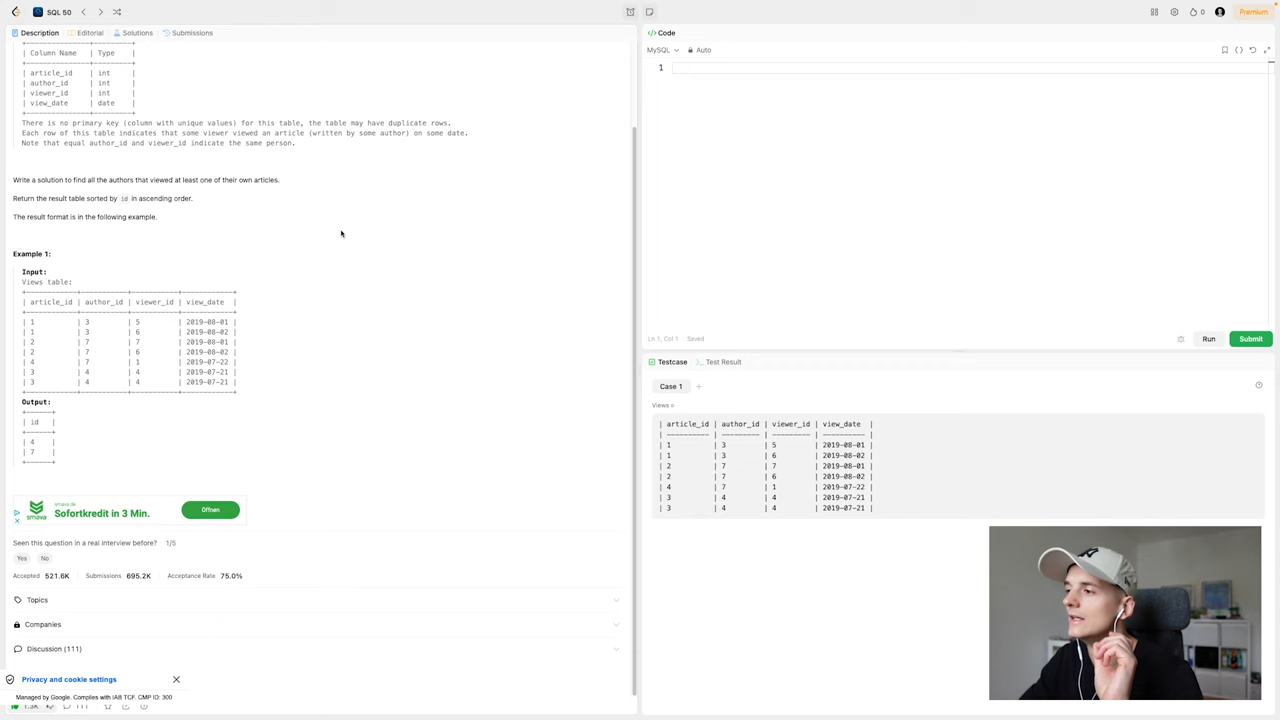 SQL 50
0
Premium
Description
Editorial
Solutions
Submissions
+--------------+---------+
| Column Name | Type |
+--------------+---------+
| article_id | int |
| author_id | int |
| viewer_id | int |
| view_date | date |
+--------------+---------+
There is no primary key (column with unique values) for this table, the table may have duplicate rows.
Each row of this table indicates that some viewer viewed an article (written by some author) on some date.
Note that equal author_id and viewer_id indicate the same person.
Write a solution to find all the authors that viewed at least one of their own articles.
Return the result table sorted by id in ascending order.
The result format is in the following example.
Example 1:
Input:
Views table:
+------------+-----------+-----------+------------+
| article_id | author_id | viewer_id | view_date |
+------------+-----------+-----------+------------+
| 1 | 3 | 5 | 2019-08-01 |
| 1 | 3 | 6 | 2019-08-02 |
| 2 | 7 | 7 | 2019-08-01 |
| 2 | 7 | 6 | 2019-08-02 |
| 4 | 7 | 1 | 2019-07-22 |
| 3 | 4 | 4 | 2019-07-21 |
| 3 | 4 | 4 | 2019-07-21 |
+------------+-----------+-----------+------------+
Output:
+------+
| id |
+------+
| 4 |
| 7 |
+------+
smava
smava.de
Sofortkredit in 3 Min.
Öffnen
Seen this question in a real interview before? 1/5
Yes No
Accepted 521.6K Submissions 695.2K Acceptance Rate 75.0%
Topics
Companies
Discussion (111)
Privacy and cookie settings
Managed by Google. Complies with IAB TCF. CMP ID: 300
1.3K 111
Code
MySQL Auto
1
Ln 1, Col 1 Saved
Run
Submit
Testcase
Test Result
Case 1
Views =
| article_id | author_id | viewer_id | view_date |
| ---------- | --------- | --------- | ---------- |
| 1 | 3 | 5 | 2019-08-01 |
| 1 | 3 | 6 | 2019-08-02 |
| 2 | 7 | 7 | 2019-08-01 |
| 2 | 7 | 6 | 2019-08-02 |
| 4 | 7 | 1 | 2019-07-22 |
| 3 | 4 | 4 | 2019-07-21 |
| 3 | 4 | 4 | 2019-07-21 |